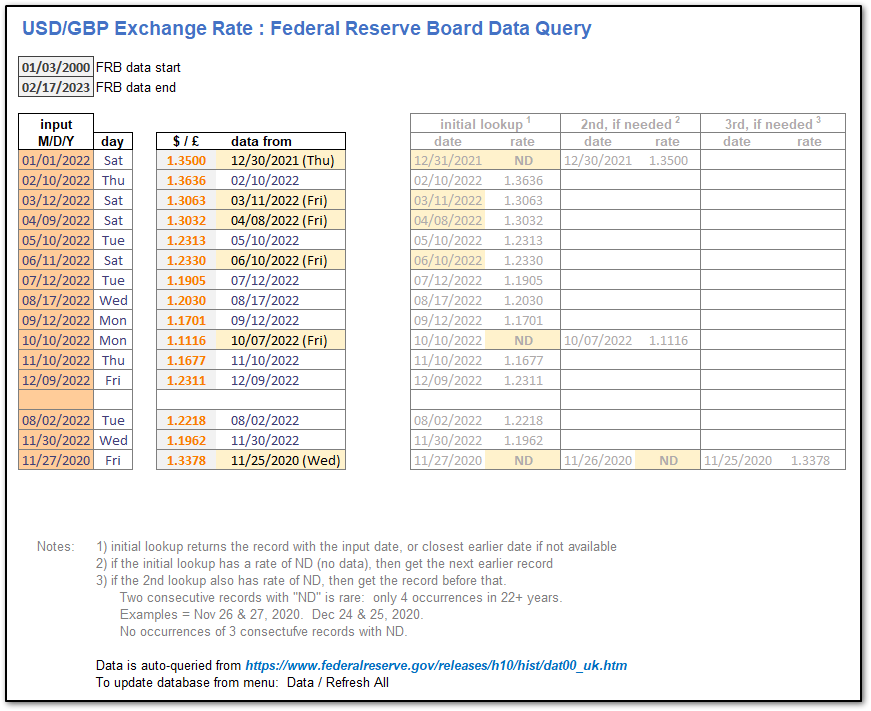 USD/GBP Exchange Rate : Federal Reserve Board Data Query
01/03/2000 FRB data start
02/17/2023 FRB data end
input initial lookup 1 2nd, if needed 2 3rd, if needed 3
M/D/Y day $ / £ data from date rate date rate date rate
01/01/2022 Sat 1.3500 12/30/2021 (Thu) 12/31/2021 ND 12/30/2021 1.3500
02/10/2022 Thu 1.3636 02/10/2022 02/10/2022 1.3636
03/12/2022 Sat 1.3063 03/11/2022 (Fri) 03/11/2022 1.3063
04/09/2022 Sat 1.3032 04/08/2022 (Fri) 04/08/2022 1.3032
05/10/2022 Tue 1.2313 05/10/2022 05/10/2022 1.2313
06/11/2022 Sat 1.2330 06/10/2022 (Fri) 06/10/2022 1.2330
07/12/2022 Tue 1.1905 07/12/2022 07/12/2022 1.1905
08/17/2022 Wed 1.2030 08/17/2022 08/17/2022 1.2030
09/12/2022 Mon 1.1701 09/12/2022 09/12/2022 1.1701
10/10/2022 Mon 1.1116 10/07/2022 (Fri) 10/10/2022 ND 10/07/2022 1.1116
11/10/2022 Thu 1.1677 11/10/2022 11/10/2022 1.1677
12/09/2022 Fri 1.2311 12/09/2022 12/09/2022 1.2311
08/02/2022 Tue 1.2218 08/02/2022 08/02/2022 1.2218
11/30/2022 Wed 1.1962 11/30/2022 11/30/2022 1.1962
11/27/2020 Fri 1.3378 11/25/2020 (Wed) 11/27/2020 ND 11/26/2020 ND 11/25/2020 1.3378
Notes: 1) initial lookup returns the record with the input date, or closest earlier date if not available
2) if the initial lookup has a rate of ND (no data), then get the next earlier record
3) if the 2nd lookup also has rate of ND, then get the record before that.
Two consecutive records with "ND" is rare: only 4 occurrences in 22+ years.
Examples = Nov 26 & 27, 2020. Dec 24 & 25, 2020.
No occurrences of 3 consectufve records with ND.
Data is auto-queried from https://www.federalreserve.gov/releases/h10/hist/dat00_uk.htm
To update database from menu: Data / Refresh All